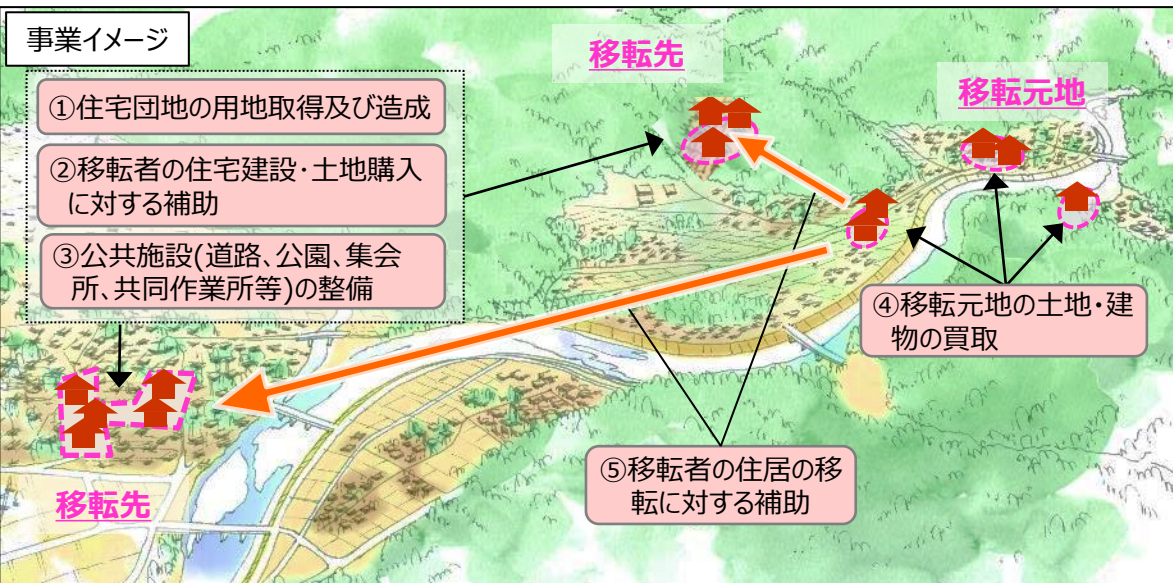 事業イメージ
①住宅団地の用地取得及び造成
②移転者の住宅建設・土地購入
に対する補助
③公共施設(道路、公園、集会
所、共同作業所等)の整備
移転先
移転元地
④移転元地の土地・建
物の買取
⑤移転者の住居の移
転に対する補助
移転先